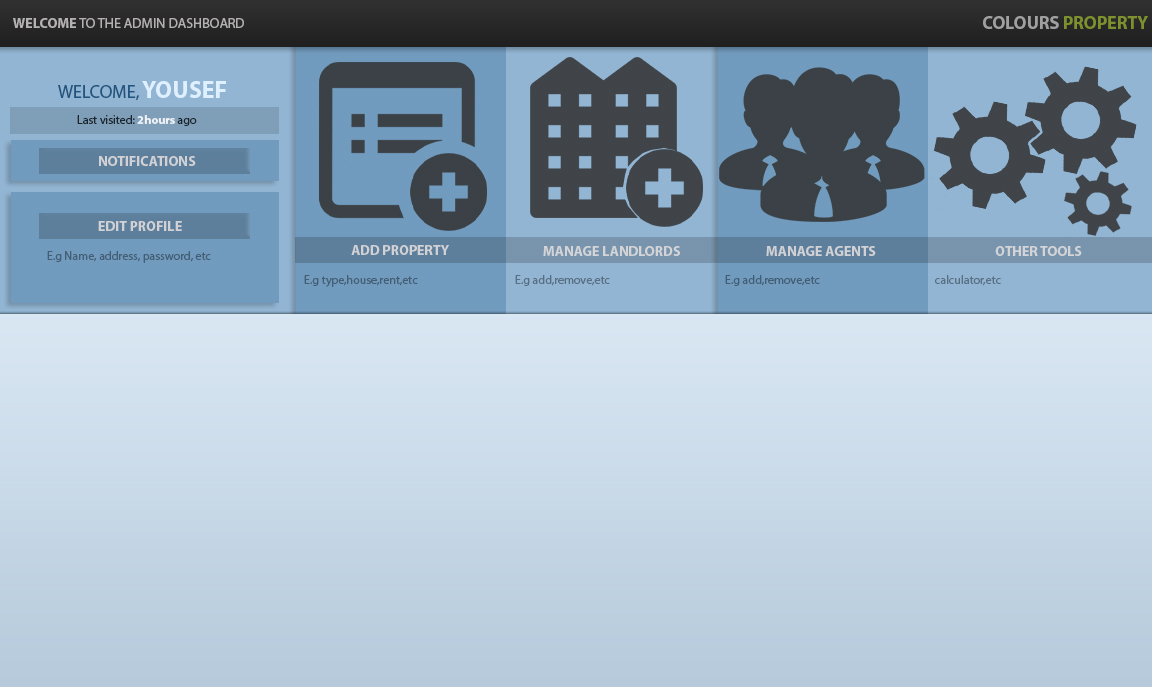 WELCOME TO THE ADMIN DASHBOARD
COLOURS PROPERTY
WELCOME, YOUSEF
Last visited: 2hours ago
NOTIFICATIONS
EDIT PROFILE
E.g Name, address, password, etc
ADD PROPERTY
E.g type,house,rent,etc
MANAGE LANDLORDS
E.g add,remove,etc
MANAGE AGENTS
E.g add,remove,etc
OTHER TOOLS
calculator,etc